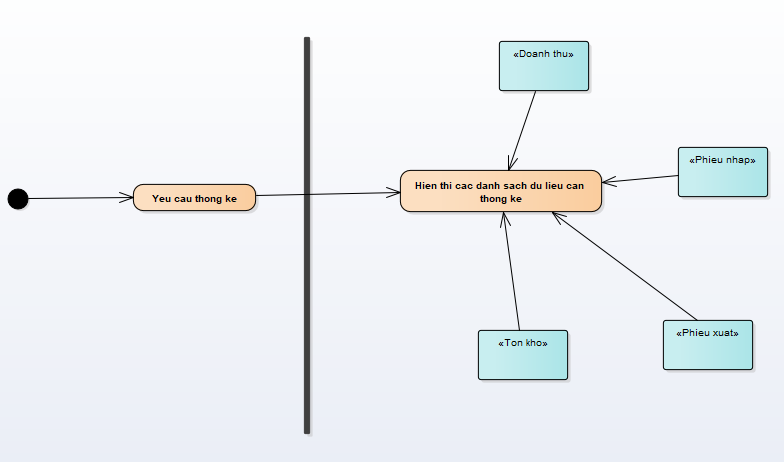 «Doanh thu»
«Phieu nhap»
Yeu cau thong ke
Hien thi cac danh sach du lieu can
thong ke
«Ton kho»
«Phieu xuat»